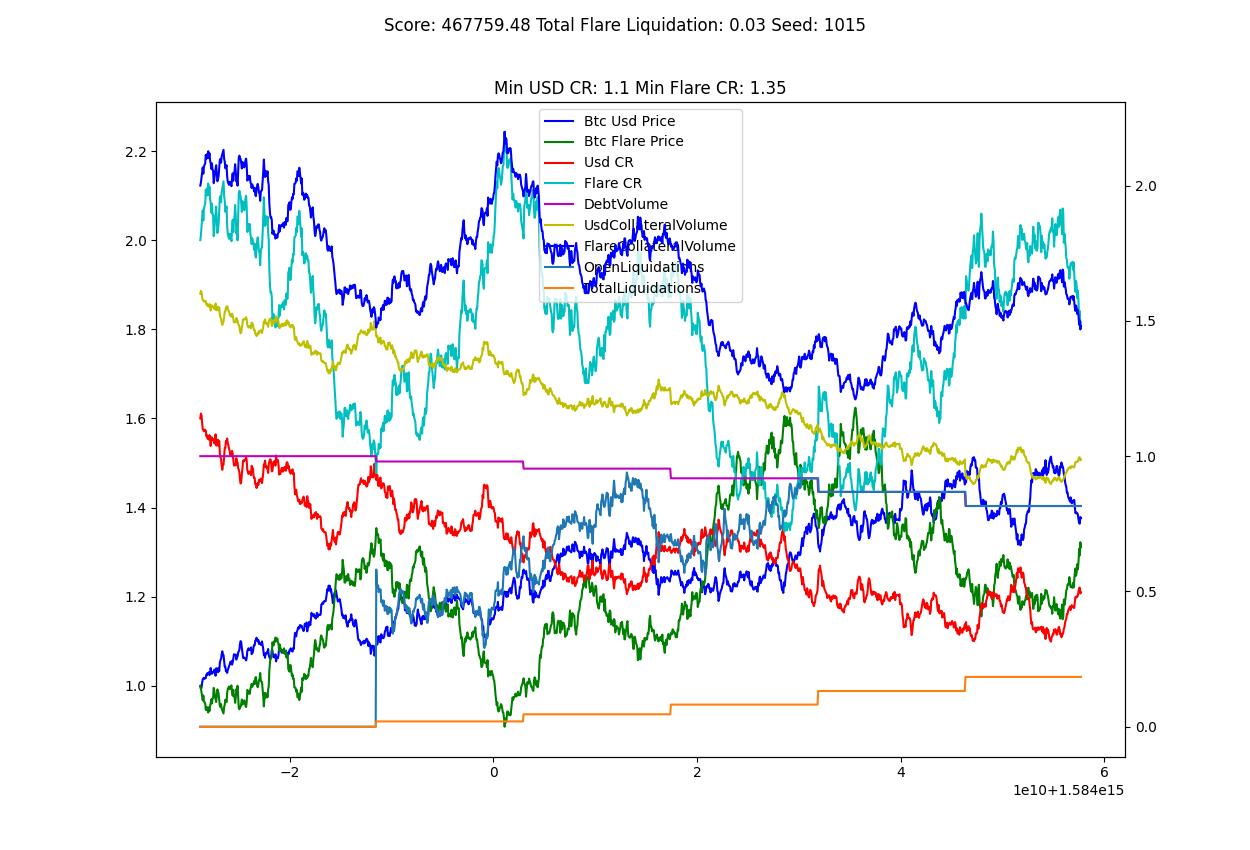 Score: 467759.48 Total Flare Liquidation: 0.03 Seed: 1015
Min USD CR: 1.1 Min Flare CR: 1.35
Btc Usd Price
Btc Flare Price
Usd CR
Flare CR
DebtVolume
UsdCollateralVolume
FlareCollateralVolume
OpenLiquidations
TotalLiquidations
2.2
2.0
1.8
1.6
1.4
1.2
1.0
2.0
1.5
1.0
0.5
0.0
−2
0
2
4
6
1e10+1.584e15